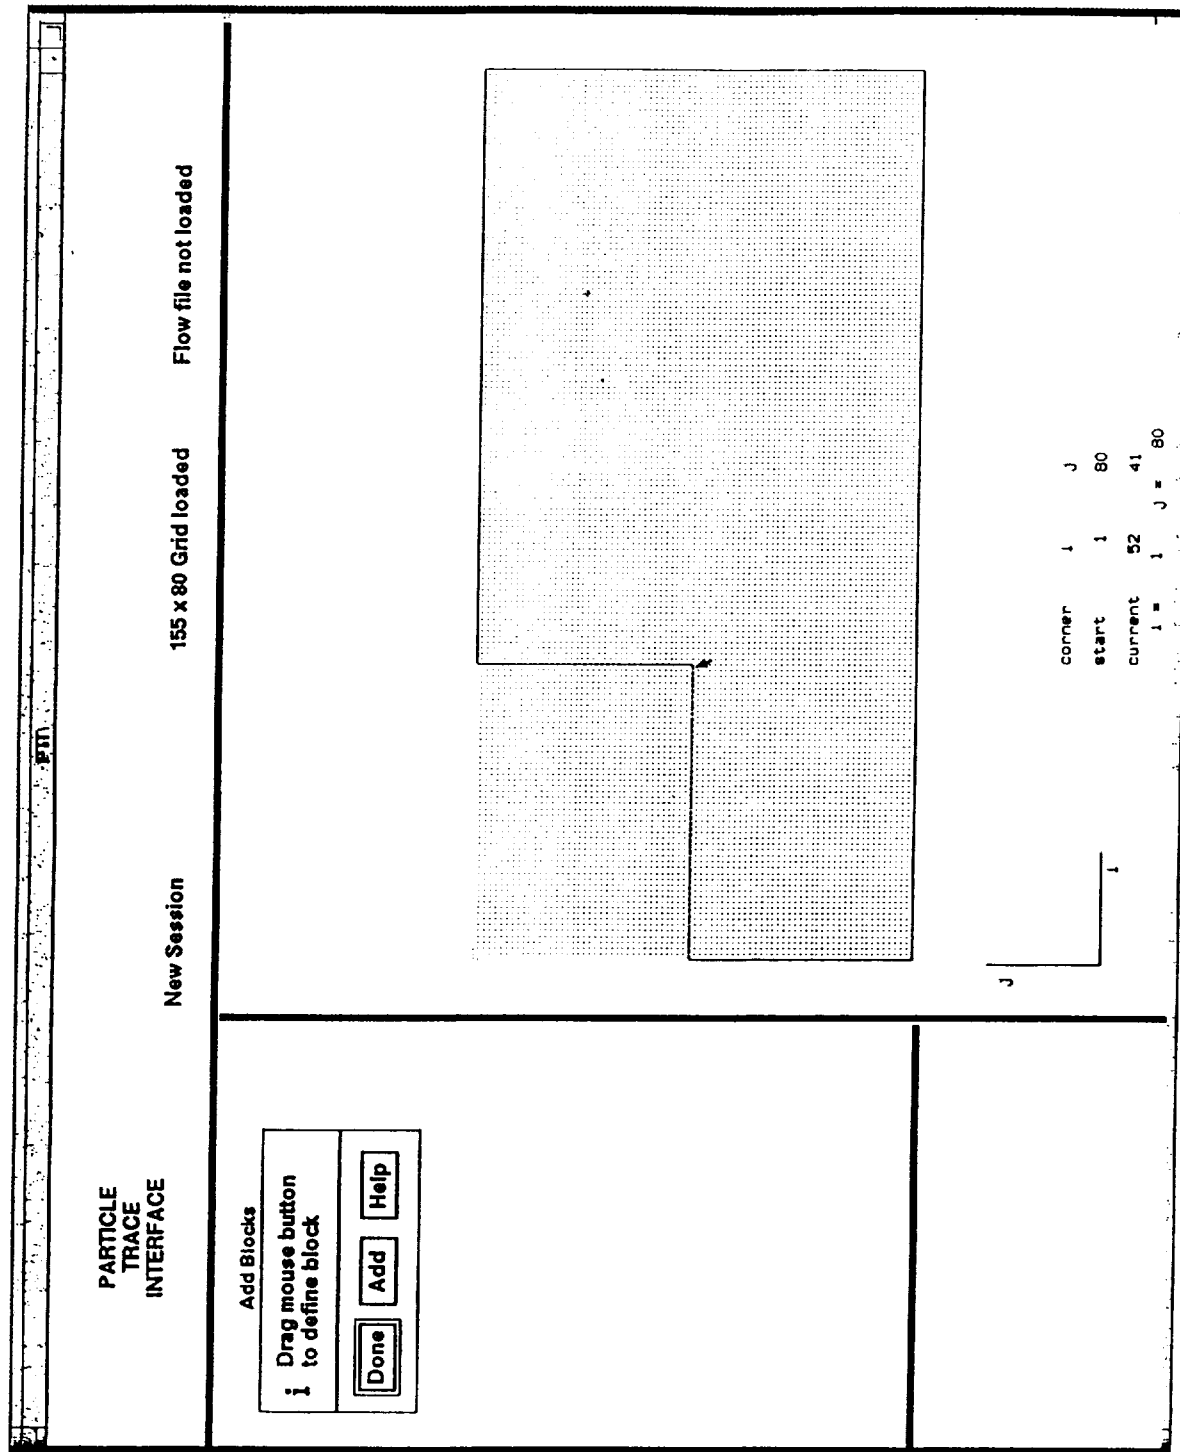 PTI
PARTICLE
TRACE
INTERFACE
New Session
155 x 80 Grid loaded
Flow file not loaded
Add Blocks
i Drag mouse button
to define block
Done
Add
Help
J
i
corner i J
start 1 80
current 52 41
i = 1 J = 80